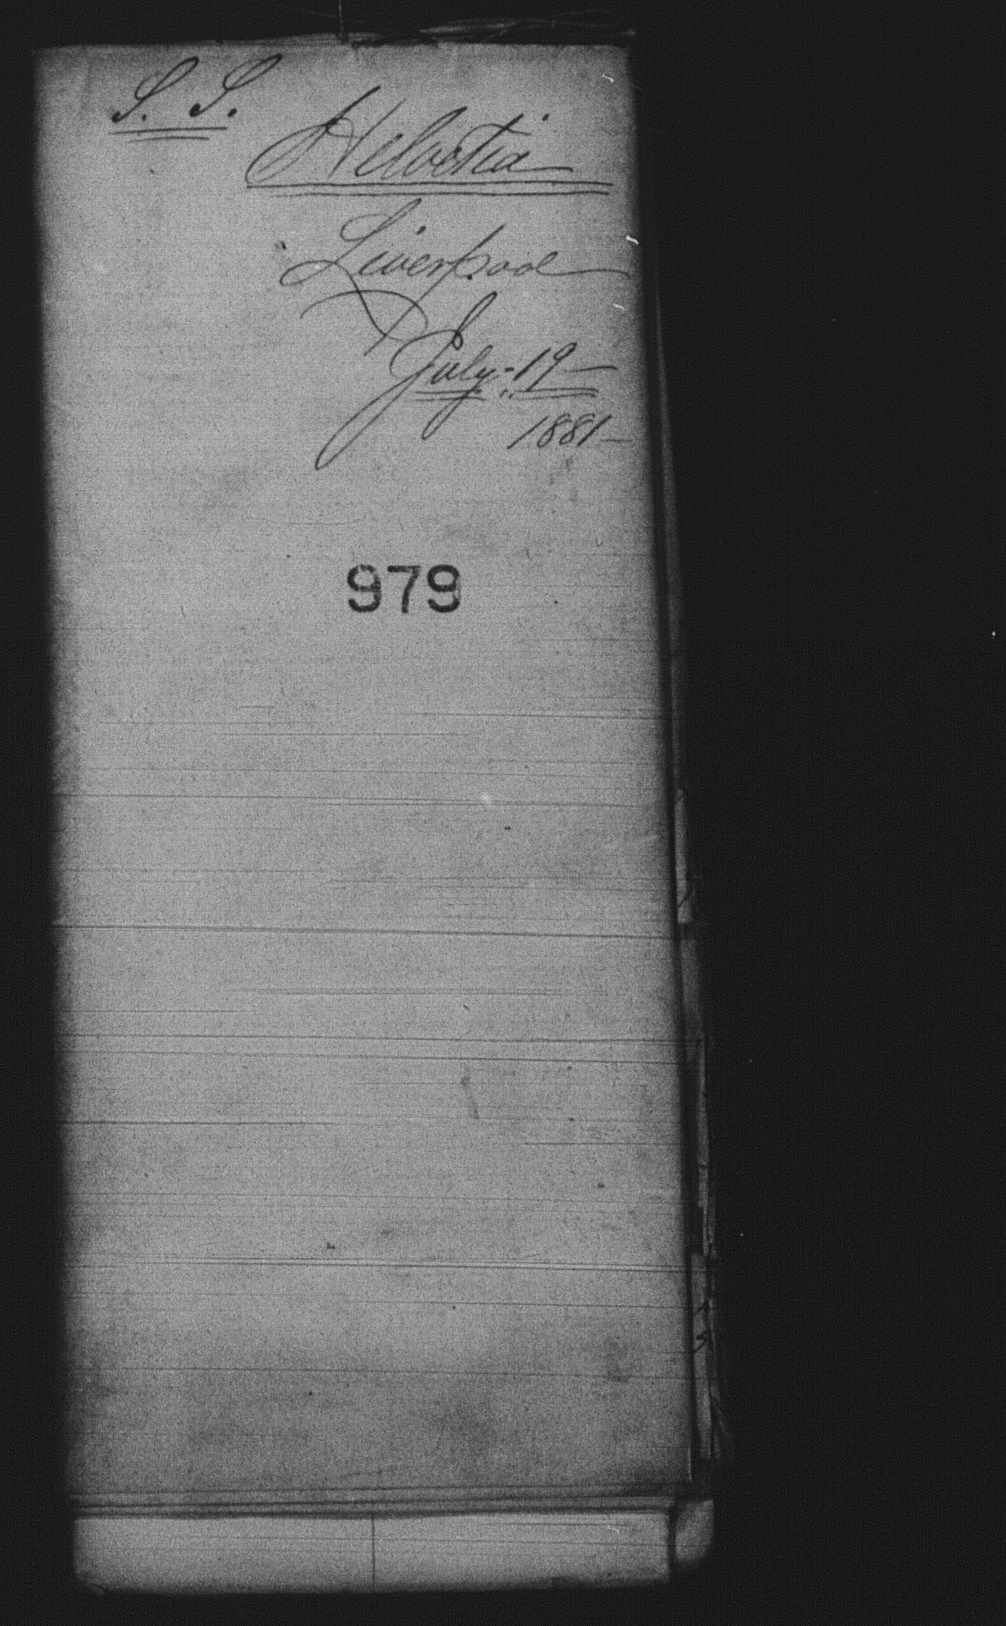 S. S.
Helvetia
Liverpool
July - 19 -
1881 -
979